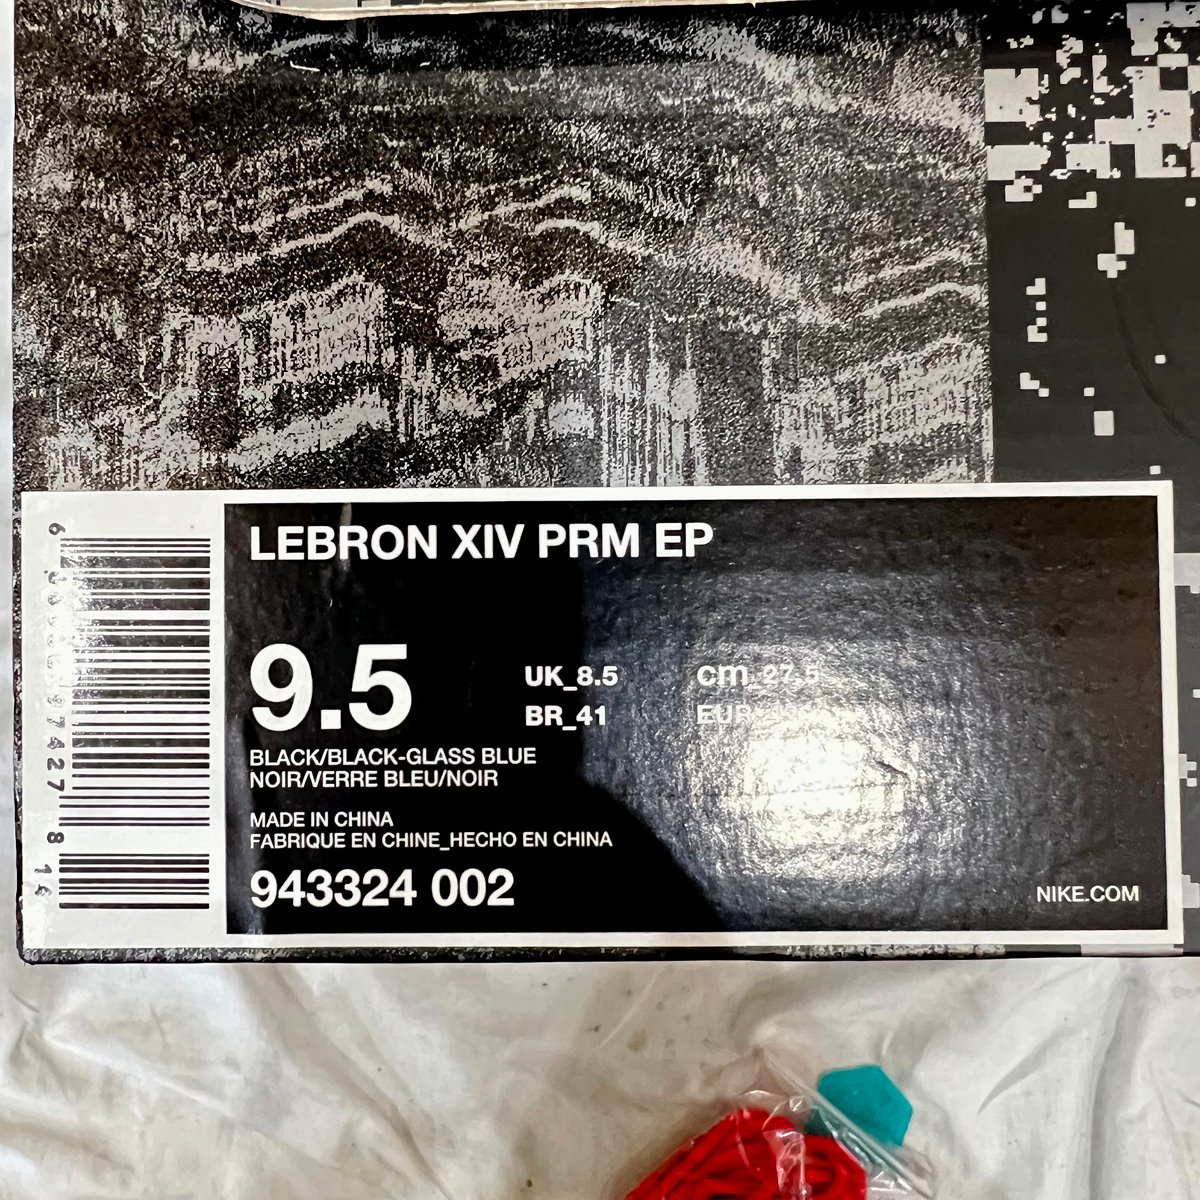 LEBRON XIV PRM EP
9.5
UK_8.5
cm_27.5
BR_41
EUR
BLACK/BLACK-GLASS BLUE
NOIR/VERRE BLEU/NOIR
MADE IN CHINA
FABRIQUE EN CHINE_HECHO EN CHINA
943324 002
NIKE.COM